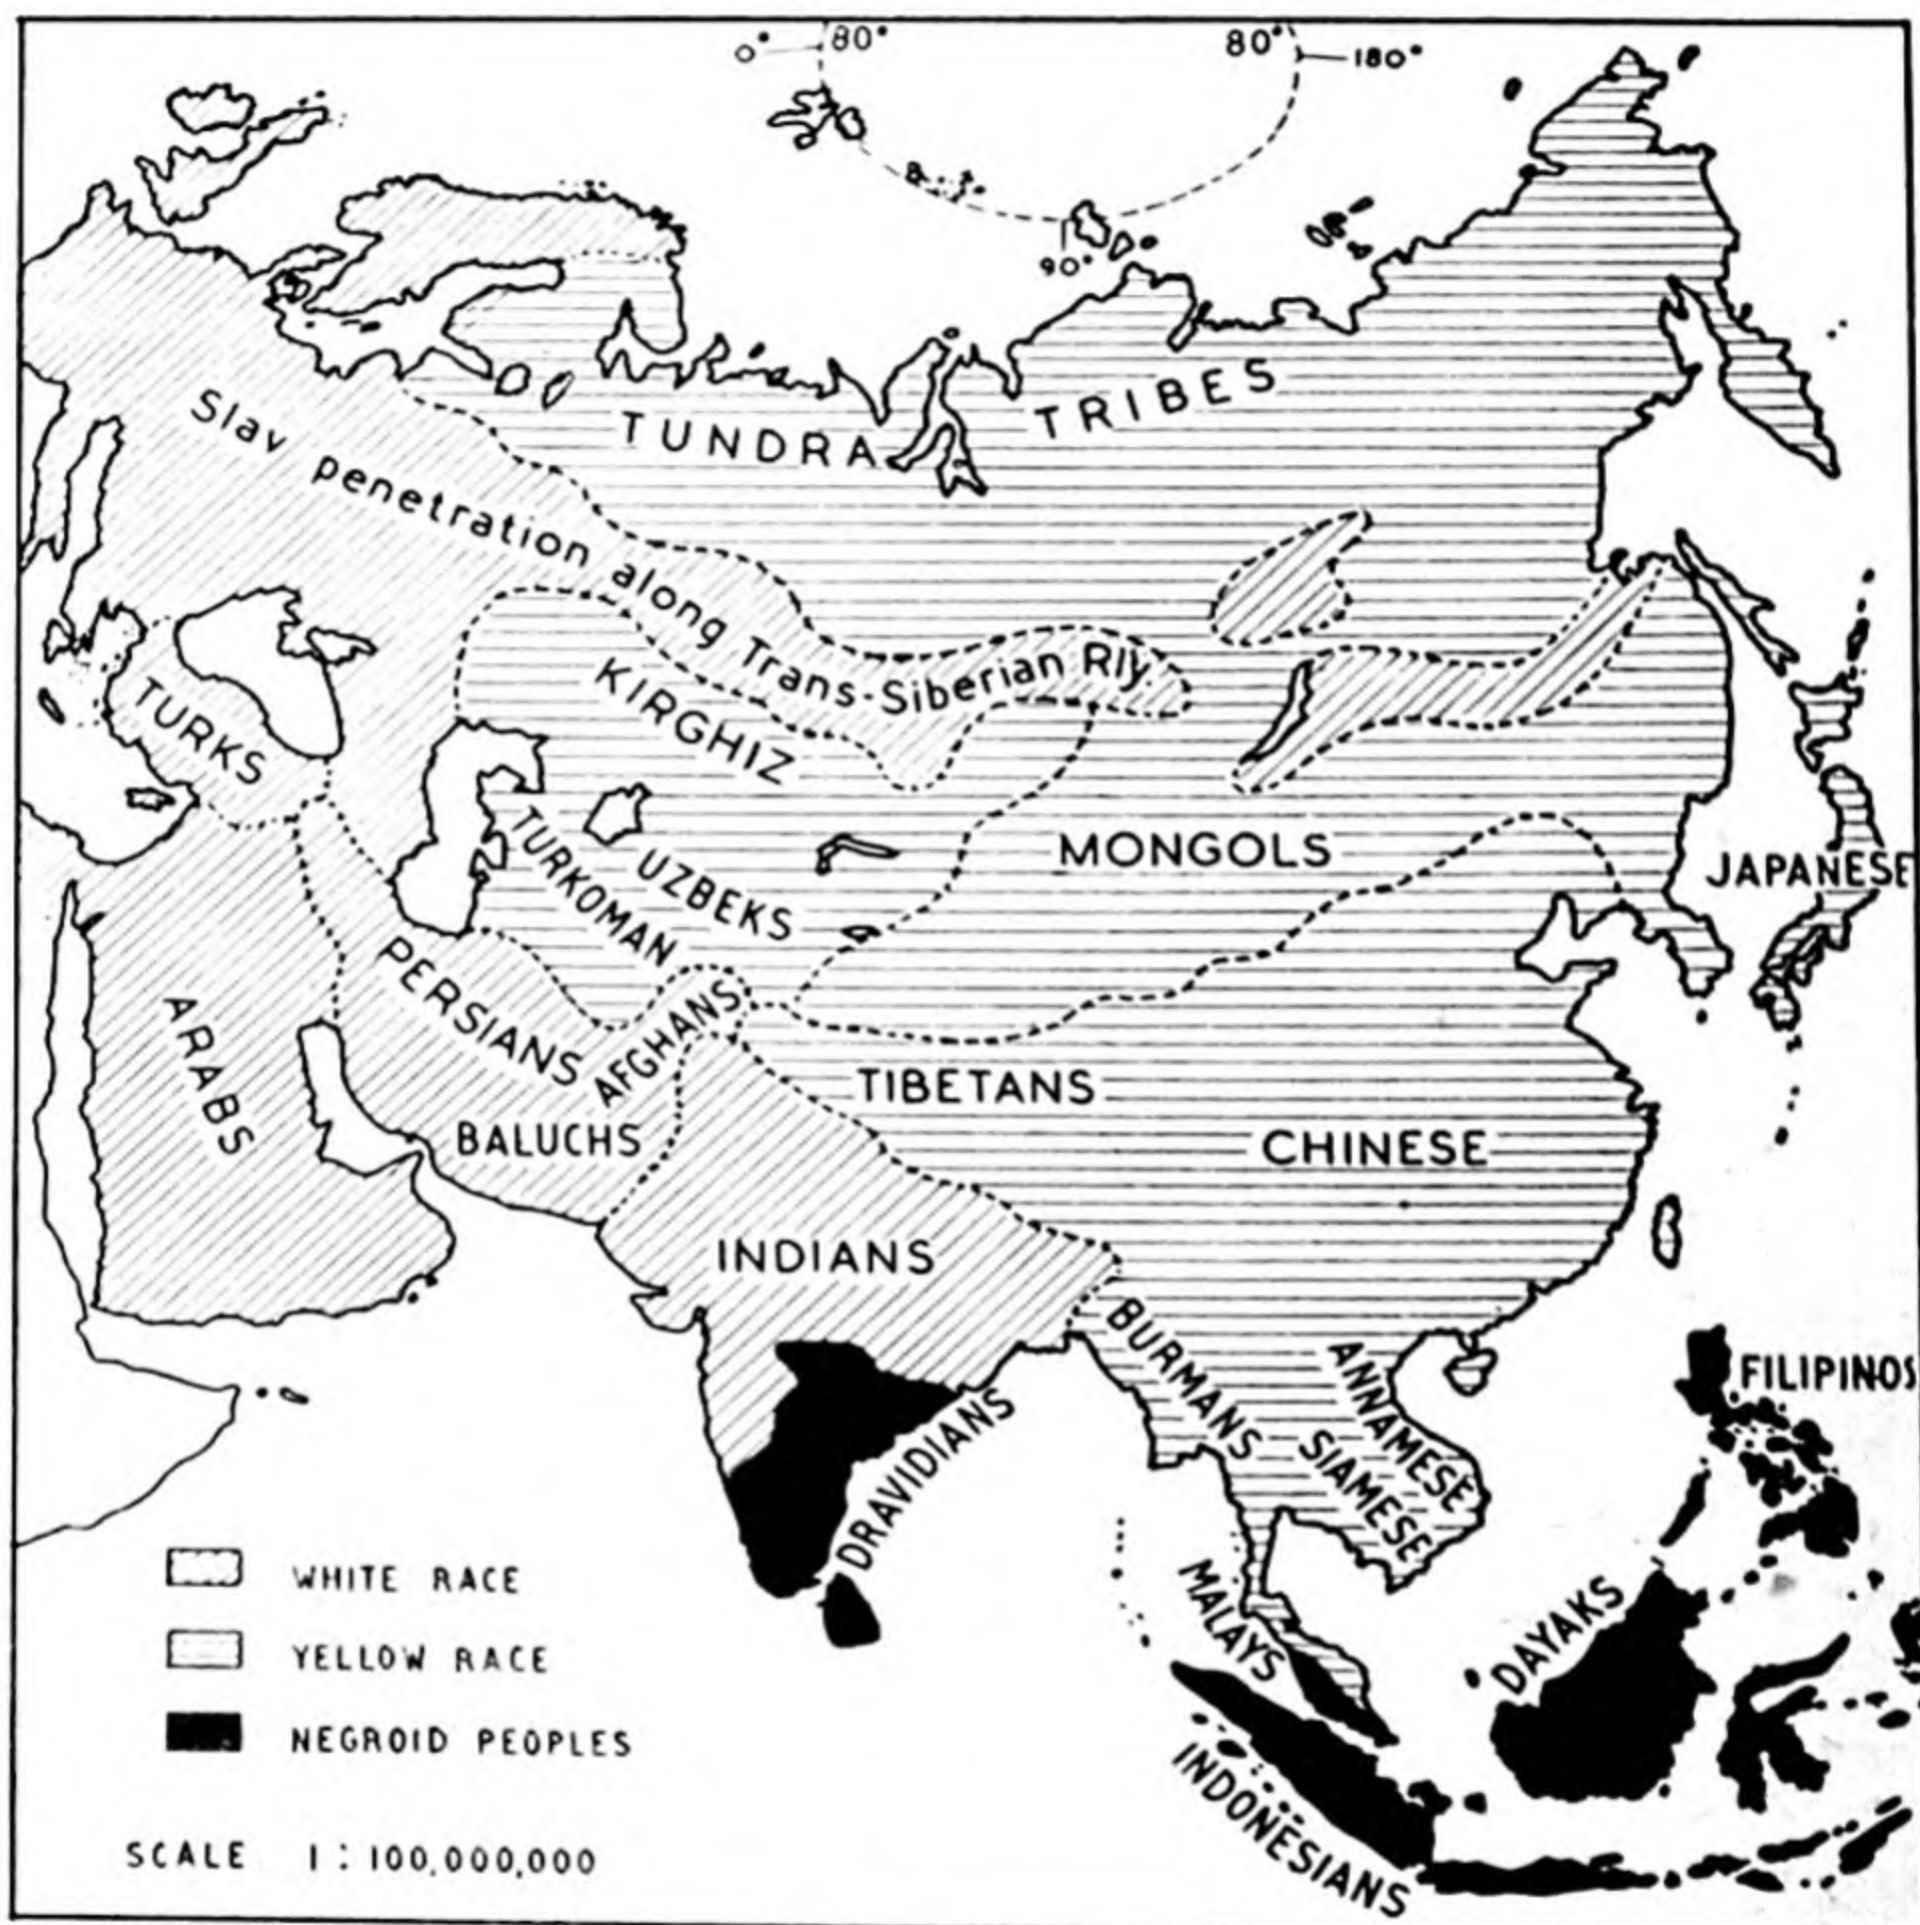 0° 80° 80° 180°
90°
TUNDRA TRIBES
Slav penetration along Trans-Siberian Rly.
KIRGHIZ
TURKS
TURKOMAN
UZBEKS
MONGOLS
JAPANESE
PERSIANS
AFGHANS
ARABS
TIBETANS
BALUCHS
CHINESE
INDIANS
BURMANS
ANNAMESE
SIAMESE
FILIPINOS
DRAVIDIANS
MALAYS
DAYAKS
INDONESIANS
WHITE RACE
YELLOW RACE
NEGROID PEOPLES
SCALE 1 : 100,000,000